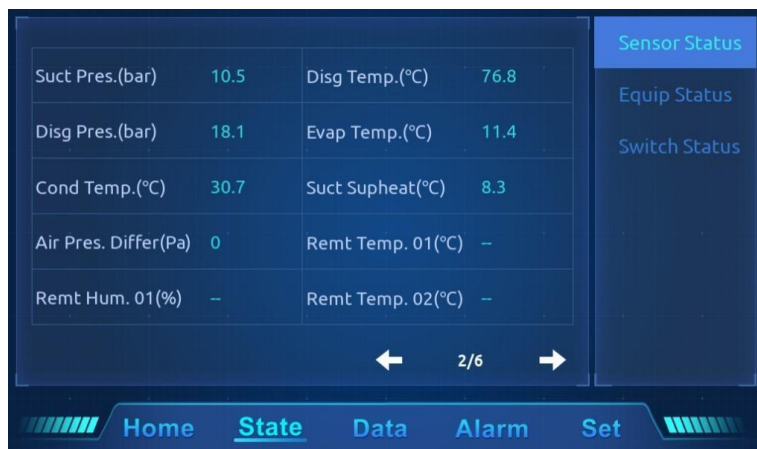 Sensor Status
Suct Pres.(bar) 10.5 Disg Temp.(℃) 76.8
Equip Status
Disg Pres.(bar) 18.1 Evap Temp.(℃) 11.4
Switch Status
Cond Temp.(℃) 30.7 Suct Supheat(℃) 8.3
Air Pres. Differ(Pa) 0 Remt Temp. 01(℃) --
Remt Hum. 01(%) -- Remt Temp. 02(℃) --
2/6
Home State Data Alarm Set